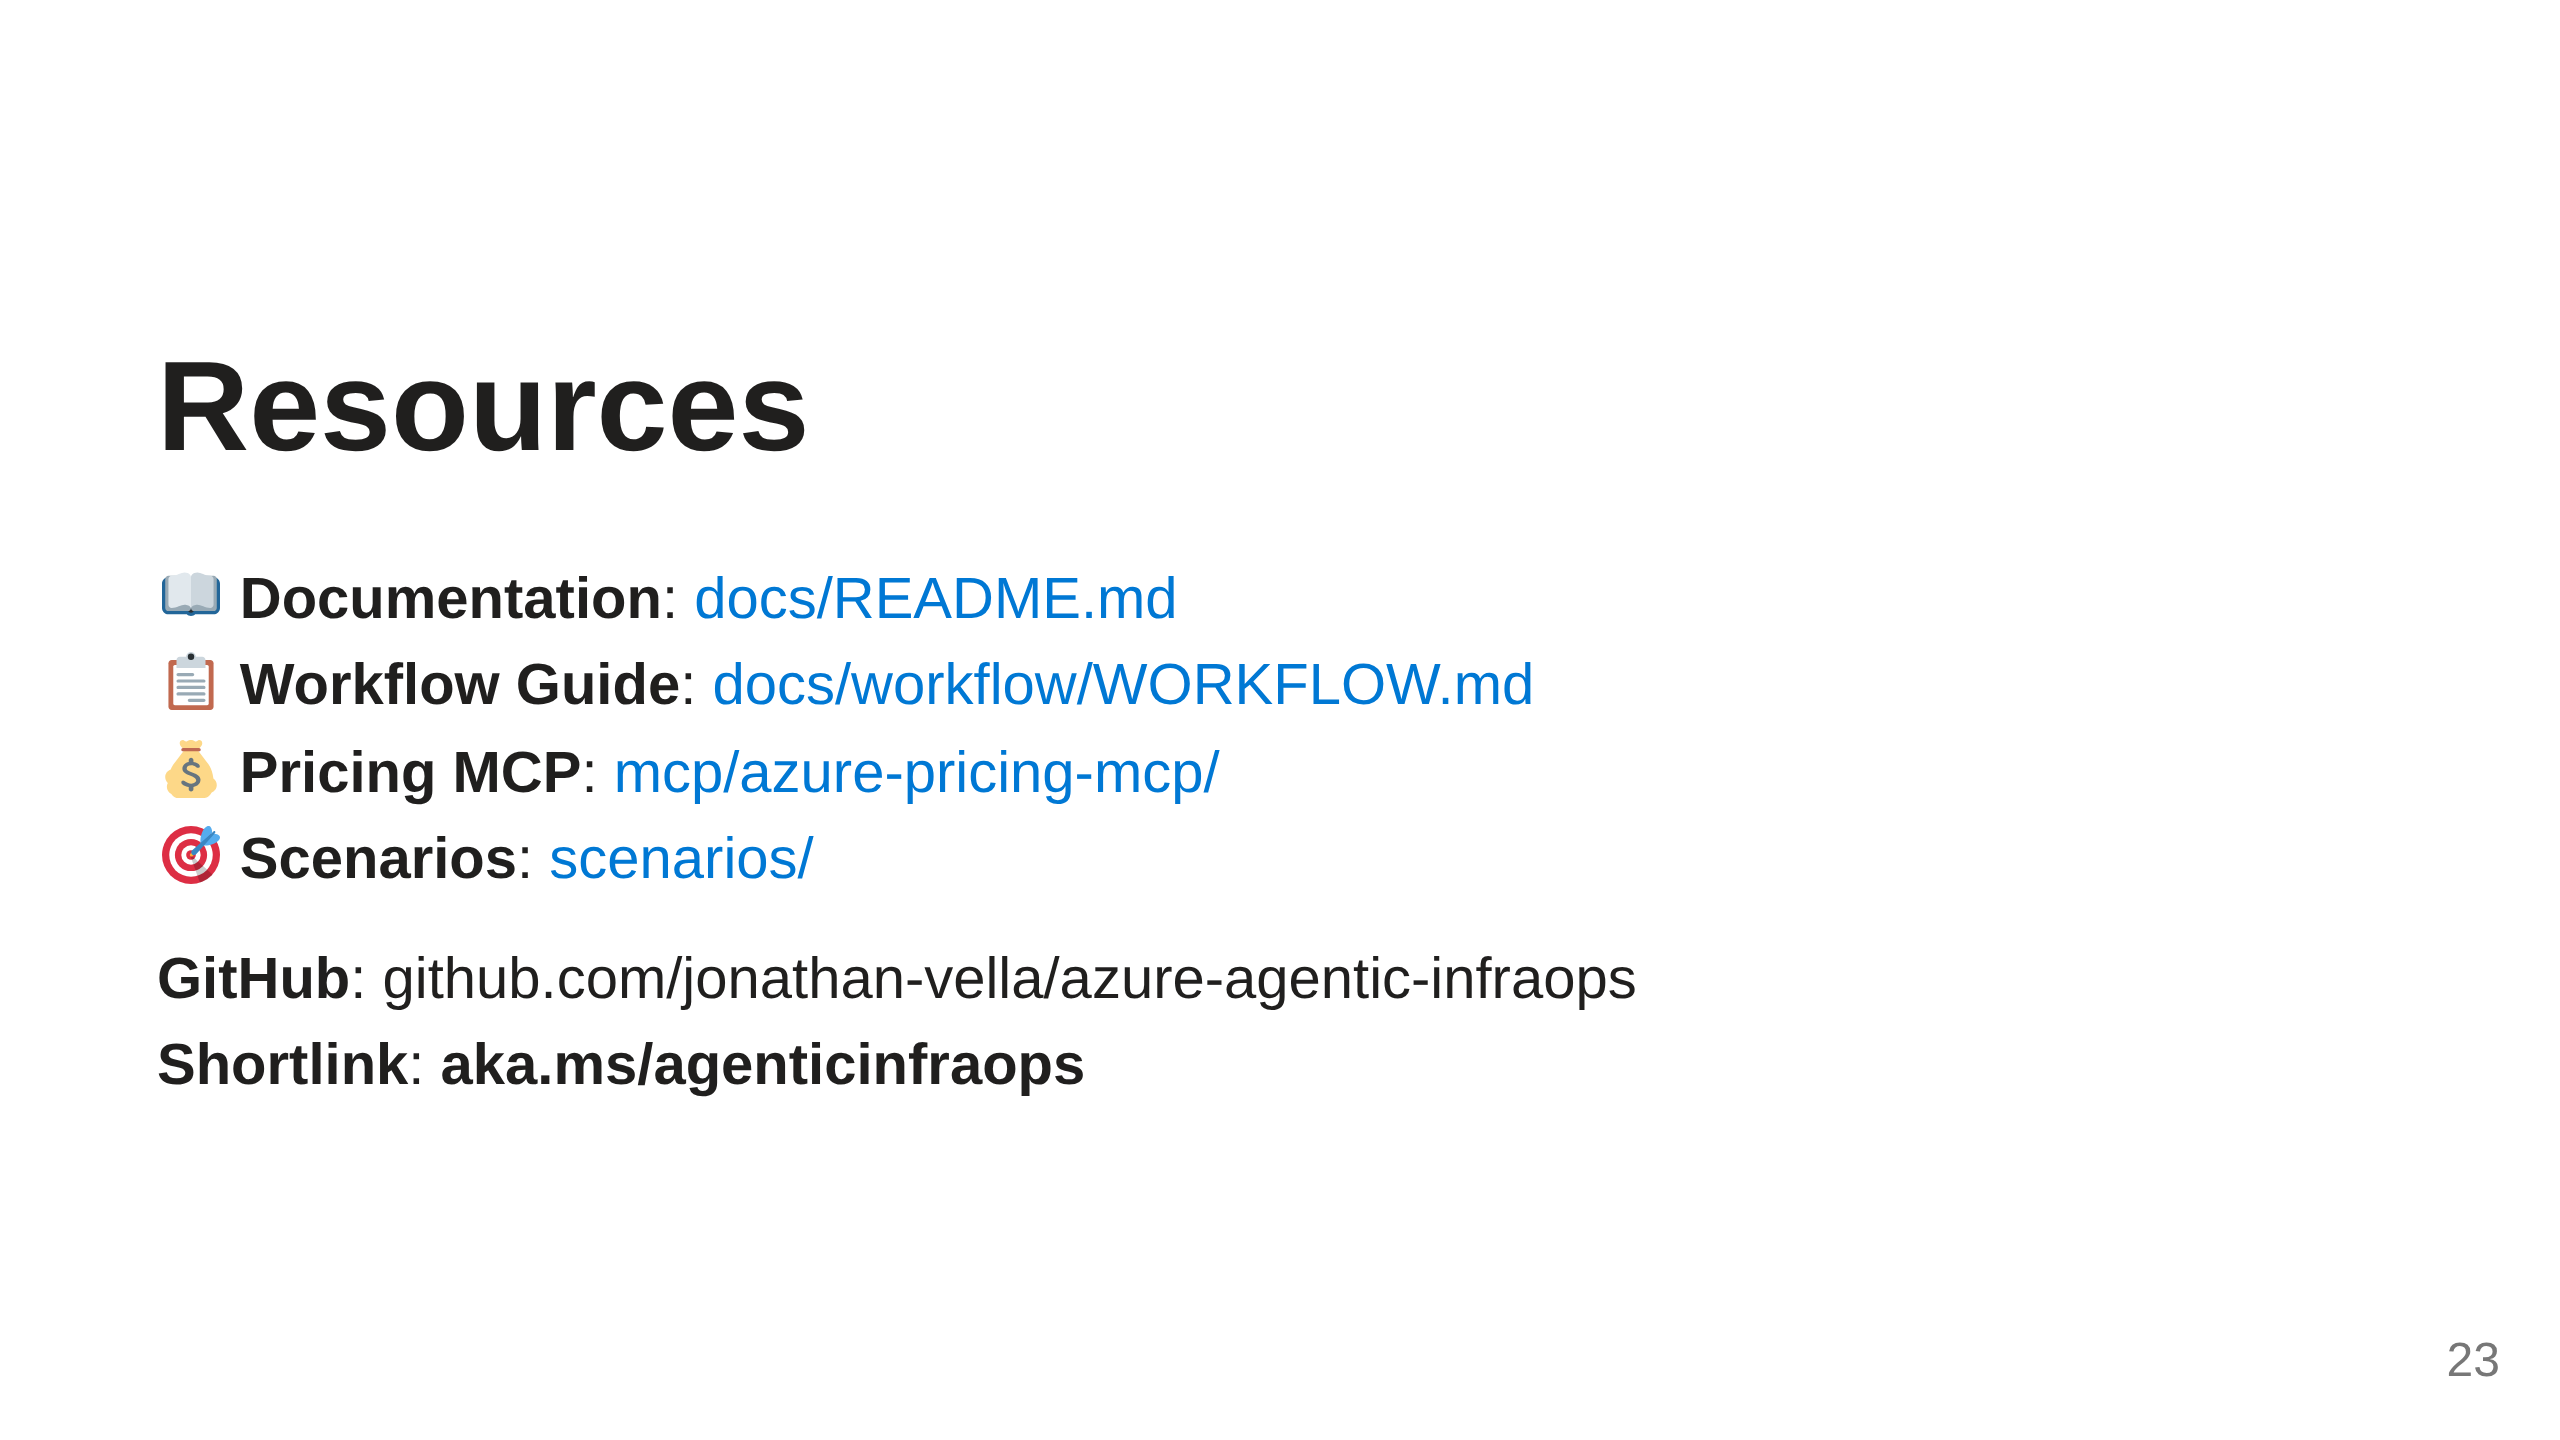 Resources
Documentation: docs/README.md
Workflow Guide: docs/workflow/WORKFLOW.md
Pricing MCP: mcp/azure-pricing-mcp/
Scenarios: scenarios/
GitHub: github.com/jonathan-vella/azure-agentic-infraops
Shortlink: aka.ms/agenticinfraops
23